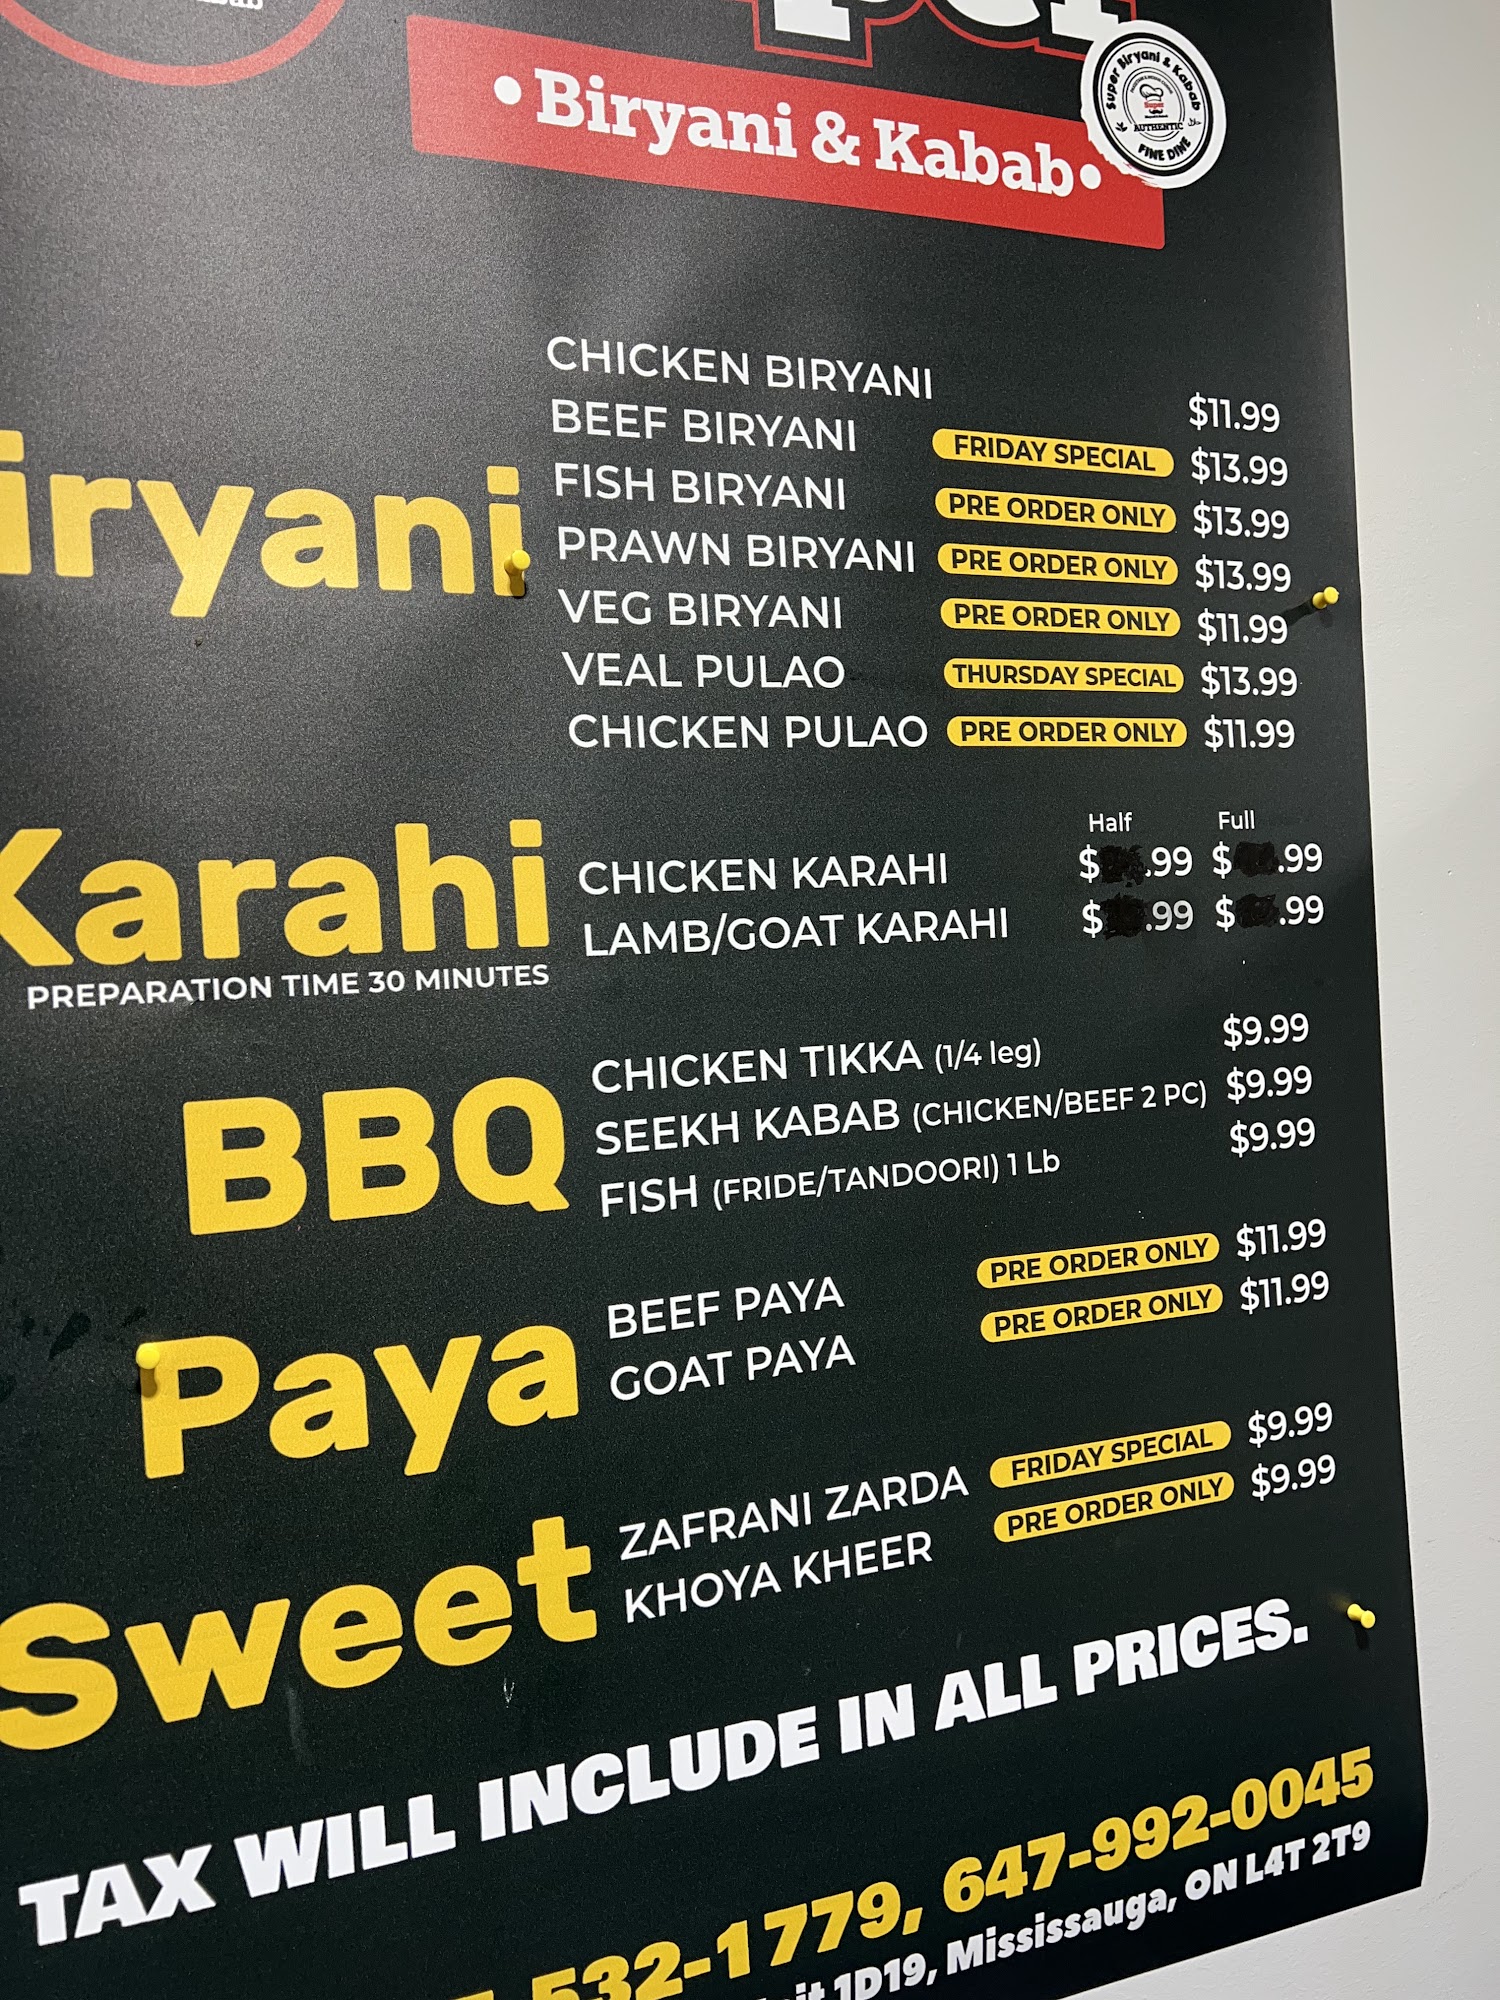 • Biryani & Kabab •
Super Biryani & Kabab
Super
AUTHENTIC
FINE DINE
iryani
CHICKEN BIRYANI $11.99
BEEF BIRYANI FRIDAY SPECIAL $13.99
FISH BIRYANI PRE ORDER ONLY $13.99
PRAWN BIRYANI PRE ORDER ONLY $13.99
VEG BIRYANI PRE ORDER ONLY $11.99
VEAL PULAO THURSDAY SPECIAL $13.99
CHICKEN PULAO PRE ORDER ONLY $11.99
Karahi
PREPARATION TIME 30 MINUTES
Half Full
CHICKEN KARAHI $ .99 $ .99
LAMB/GOAT KARAHI $ .99 $ .99
BBQ
CHICKEN TIKKA (1/4 leg) $9.99
SEEKH KABAB (CHICKEN/BEEF 2 PC) $9.99
FISH (FRIDE/TANDOORI) 1 Lb $9.99
Paya
BEEF PAYA PRE ORDER ONLY $11.99
GOAT PAYA PRE ORDER ONLY $11.99
Sweet
ZAFRANI ZARDA FRIDAY SPECIAL $9.99
KHOYA KHEER PRE ORDER ONLY $9.99
TAX WILL INCLUDE IN ALL PRICES.
532-1779, 647-992-0045
1D19, Mississauga, ON L4T 2T9